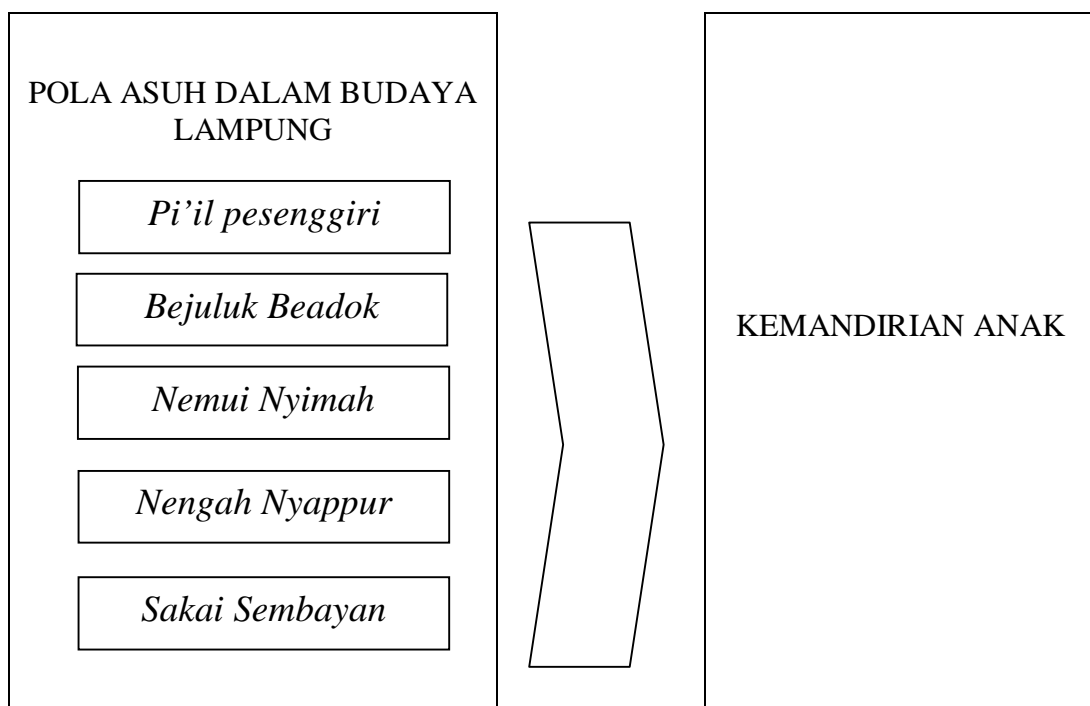 POLA ASUH DALAM BUDAYA
LAMPUNG
Pi’il pesenggiri
Bejuluk Beadok
Nemui Nyimah
Nengah Nyappur
Sakai Sembayan
KEMANDIRIAN ANAK